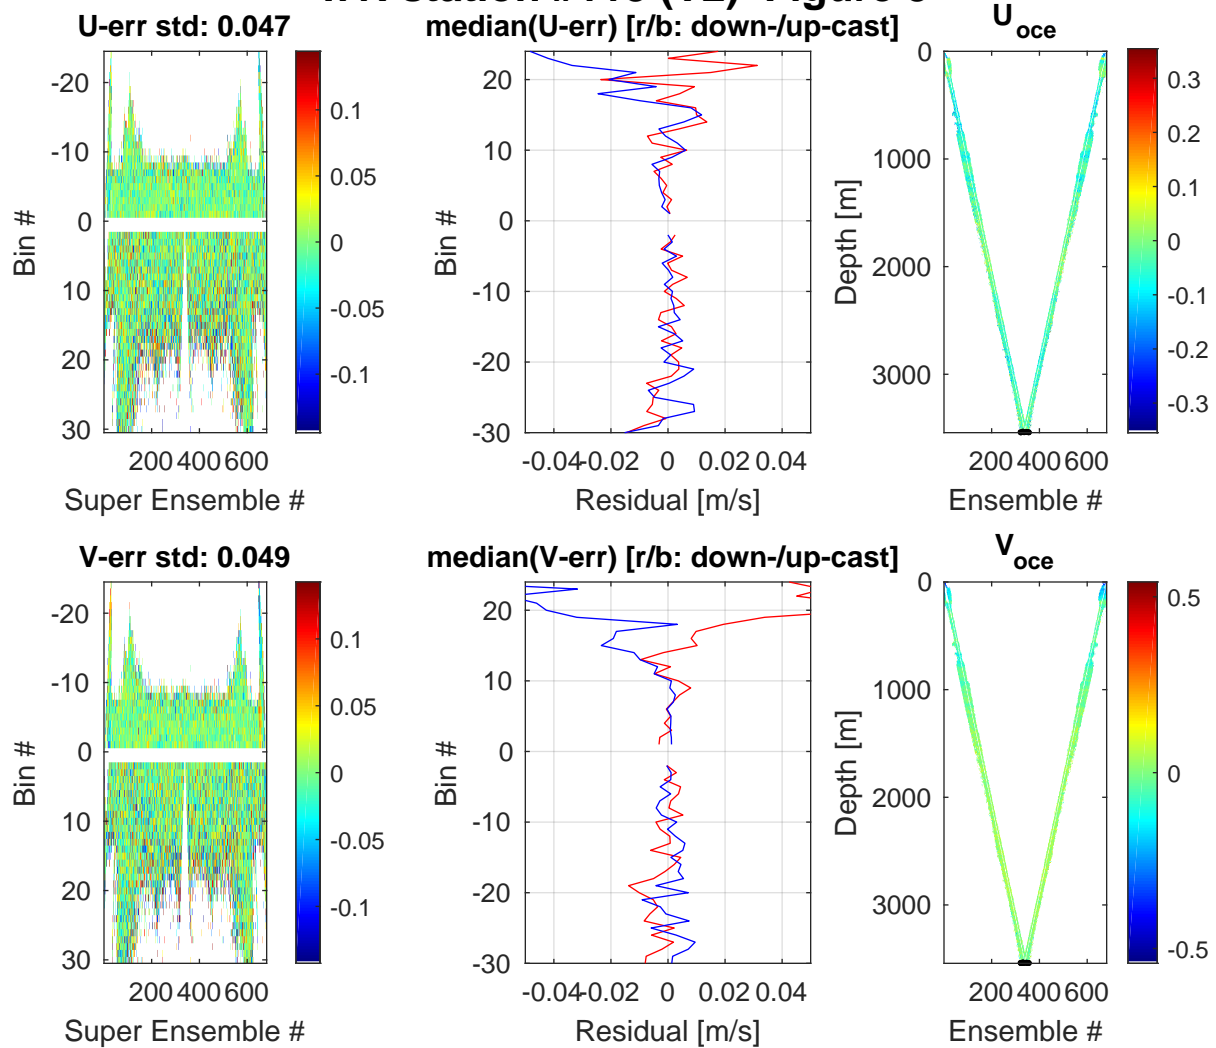 U-err std: 0.047
-20
-10
0
10
20
30
Bin #
200 400 600
Super Ensemble #
0.1
0.05
0
-0.05
-0.1
median(U-err) [r/b: down-/up-cast]
20
10
0
-10
-20
-30
Bin #
-0.04 -0.02 0 0.02 0.04
Residual [m/s]
U_oce
0
1000
2000
3000
Depth [m]
200 400 600
Ensemble #
0.3
0.2
0.1
0
-0.1
-0.2
-0.3
V-err std: 0.049
-20
-10
0
10
20
30
Bin #
200 400 600
Super Ensemble #
0.1
0.05
0
-0.05
-0.1
median(V-err) [r/b: down-/up-cast]
20
10
0
-10
-20
-30
Bin #
-0.04 -0.02 0 0.02 0.04
Residual [m/s]
V_oce
0
1000
2000
3000
Depth [m]
200 400 600
Ensemble #
0.5
0
-0.5